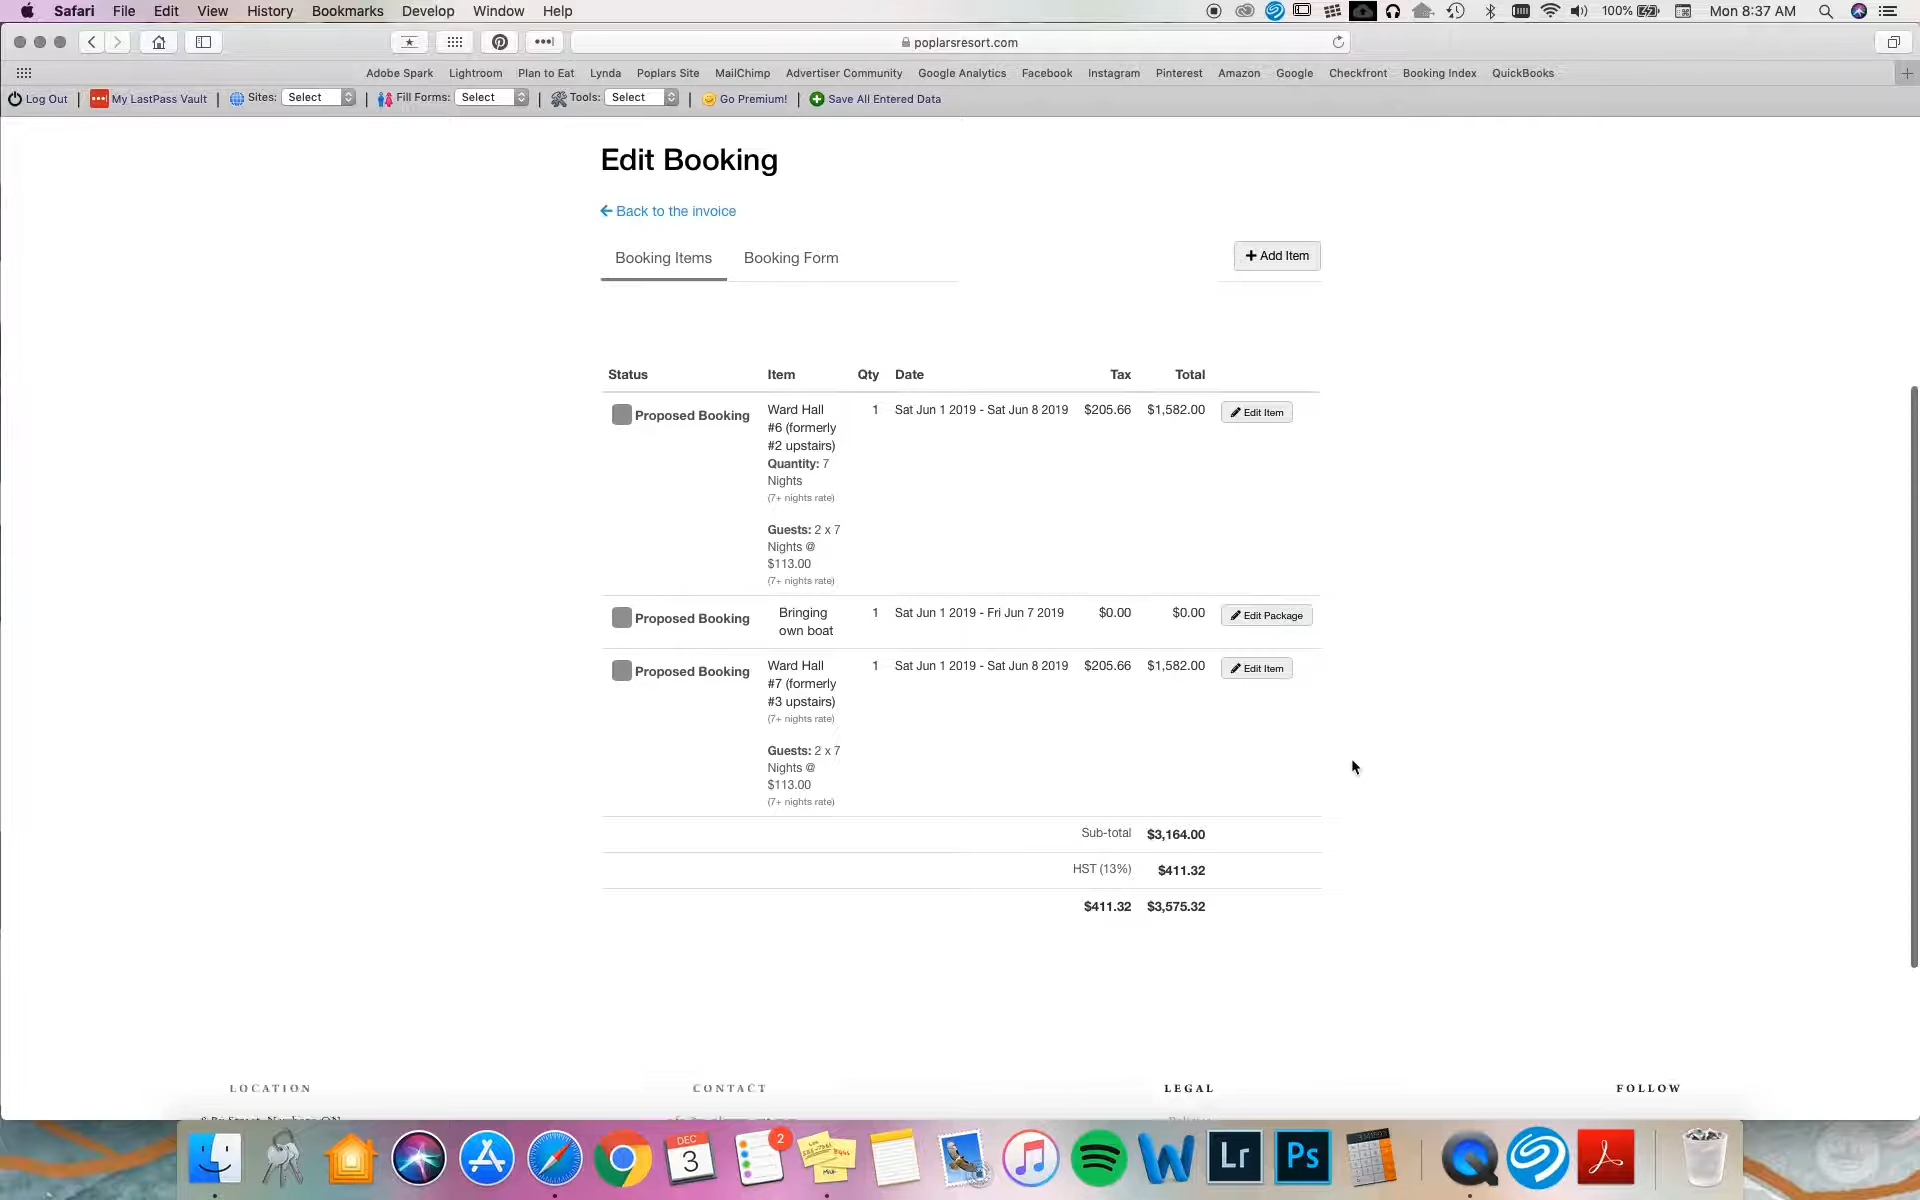 Safari File Edit View History Bookmarks Develop Window Help 100% Mon 8:37 AM
poplarsresort.com
Adobe Spark Lightroom Plan to Eat Lynda Poplars Site MailChimp Advertiser Community Google Analytics Facebook Instagram Pinterest Amazon Google Checkfront Booking Index QuickBooks
Log Out | My LastPass Vault | Sites: Select | Fill Forms: Select | Tools: Select | Go Premium! | Save All Entered Data
Edit Booking
Back to the invoice
Booking Items Booking Form + Add Item
Status Item Qty Date Tax Total
Proposed Booking Ward Hall 1 Sat Jun 1 2019 - Sat Jun 8 2019 $205.66 $1,582.00 Edit Item
#6 (formerly
#2 upstairs)
Quantity: 7
Nights
(7+ nights rate)
Guests: 2 x 7
Nights @
$113.00
(7+ nights rate)
Proposed Booking Bringing 1 Sat Jun 1 2019 - Fri Jun 7 2019 $0.00 $0.00 Edit Package
own boat
Proposed Booking Ward Hall 1 Sat Jun 1 2019 - Sat Jun 8 2019 $205.66 $1,582.00 Edit Item
#7 (formerly
#3 upstairs)
(7+ nights rate)
Guests: 2 x 7
Nights @
$113.00
(7+ nights rate)
Sub-total $3,164.00
HST (13%) $411.32
$411.32 $3,575.32
LOCATION CONTACT LEGAL FOLLOW
DEC
3
2
Lr
Ps